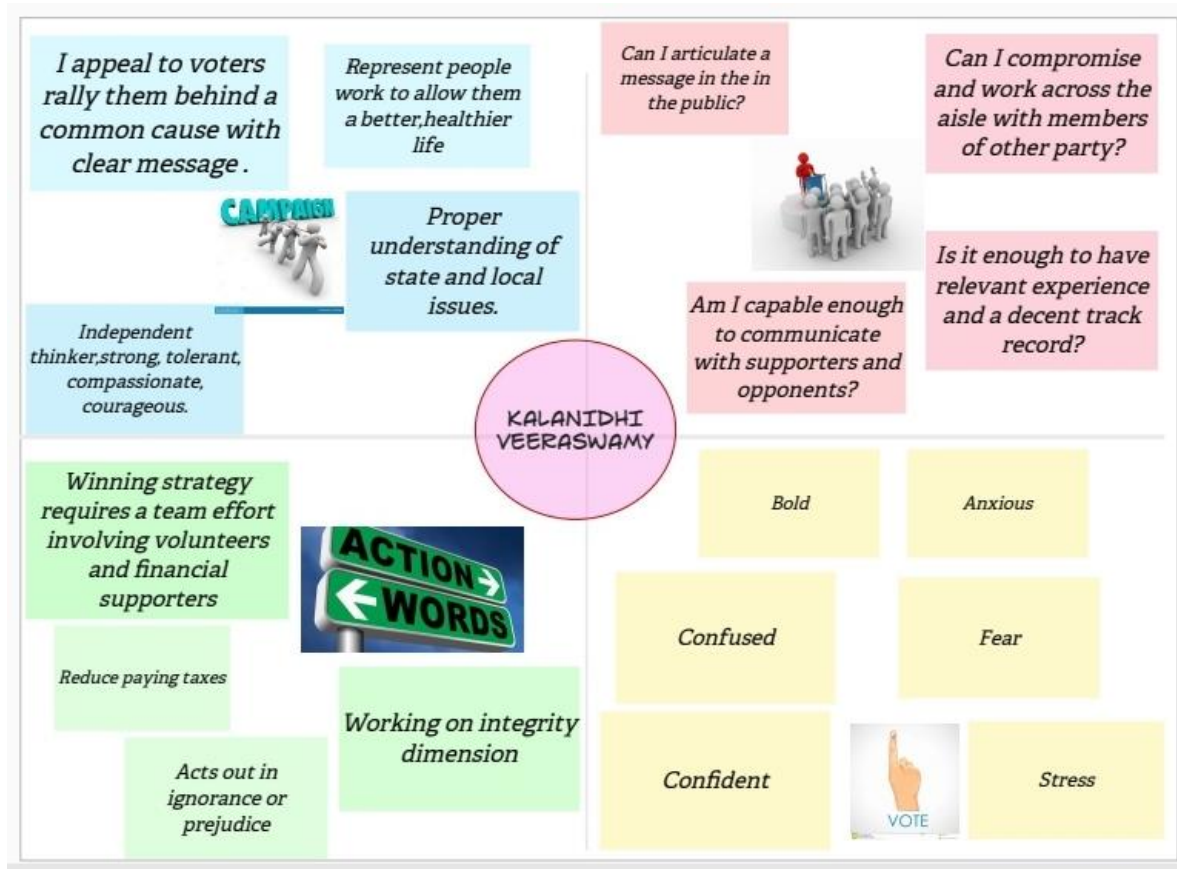 I appeal to voters
rally them behind a
common cause with
clear message .
Represent people
work to allow them
a better,healthier
life
CAMPAIGN
Proper
understanding of
state and local
issues.
Independent
thinker,strong, tolerant,
compassionate,
courageous.
Can I articulate a
message in the in
the public?
Can I compromise
and work across the
aisle with members
of other party?
Is it enough to have
relevant experience
and a decent track
record?
Am I capable enough
to communicate
with supporters and
opponents?
KALANIDHI
VEERASWAMY
Winning strategy
requires a team effort
involving volunteers
and financial
supporters
ACTION
WORDS
Reduce paying taxes
Working on integrity
dimension
Acts out in
ignorance or
prejudice
Bold
Anxious
Confused
Fear
Confident
VOTE
Stress